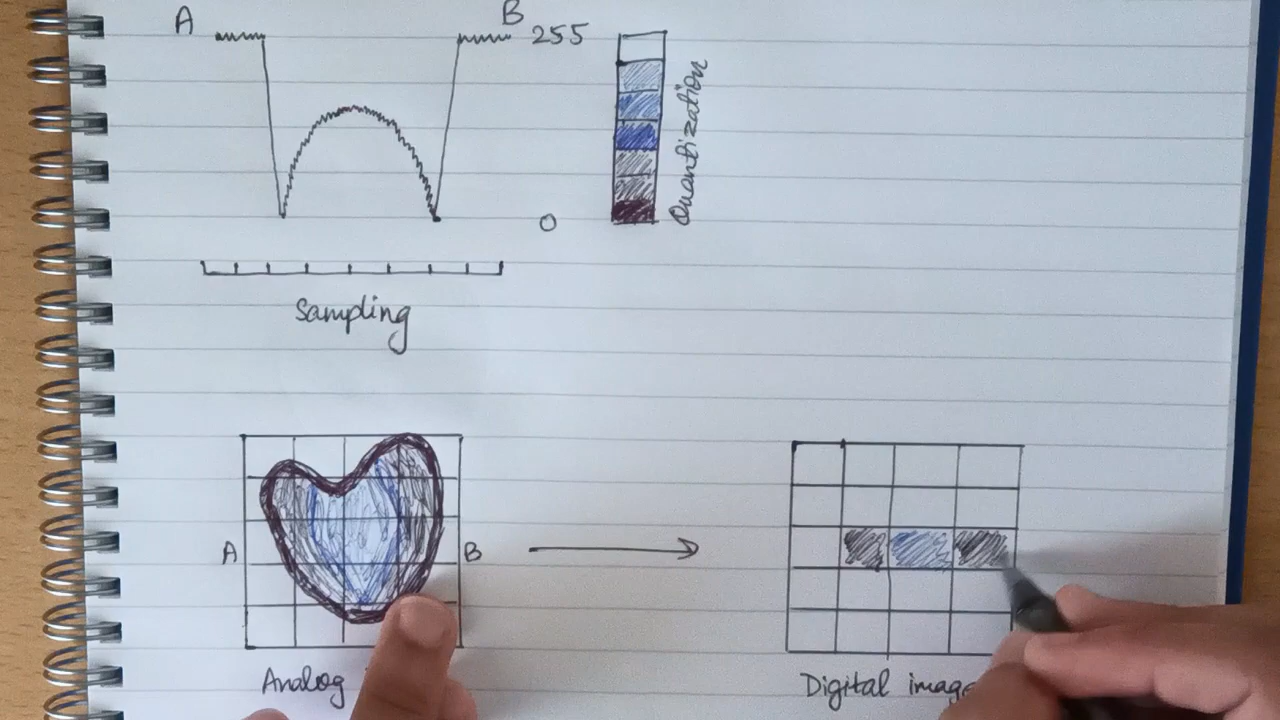 A
B
255
Quantization
0
Sampling
A
B
Analog
Digital image